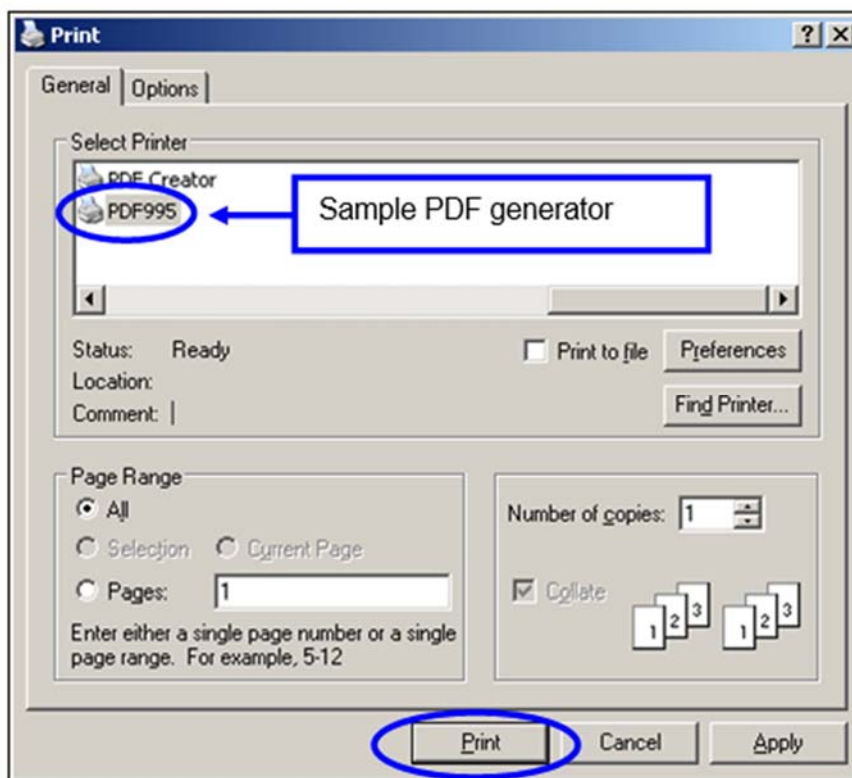 Print
General Options
Select Printer
PDF Creator
PDF995
Sample PDF generator
Status: Ready
Print to file
Preferences
Location:
Comment:
Find Printer...
Page Range
All
Selection Current Page
Pages: 1
Enter either a single page number or a single
page range. For example, 5-12
Number of copies: 1
Collate
1 2 3 1 2 3
Print Cancel Apply